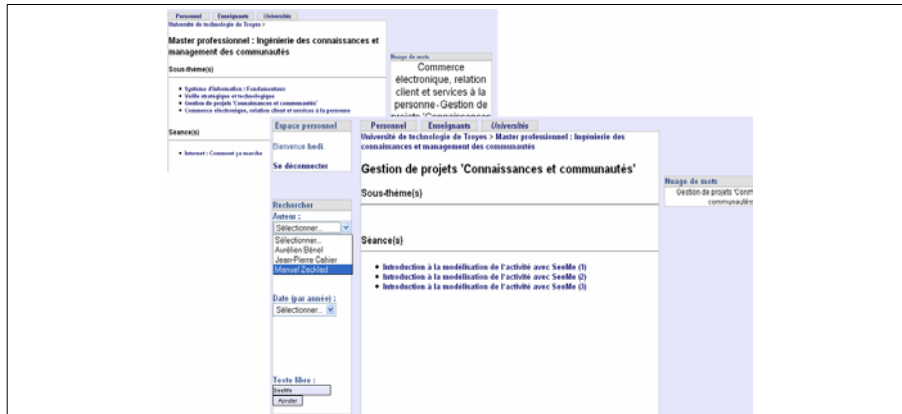 Personnel Enseignants Universités
Université de technologie de Troyes >
Master professionnel : Ingénierie des connaissances et
management des communautés
Sous-thème(s)
Système d'Information : Fondamentaux
Veille stratégique et technologique
Gestion de projets 'Connaissances et communautés'
Commerce électronique, relation client et services à la personne
Séance(s)
Internet : Comment ça marche
Nuage de mots
Commerce
électronique, relation
client et services à la
personne - Gestion de
projets 'Connaissances
Espace personnel
Bienvenue hedi.
Se déconnecter
Rechercher
Auteur :
Sélectionner...
Sélectionner...
Aurélien Bénel
Jean-Pierre Cahier
Manuel Zacklad
Date (par année) :
Sélectionner...
Texte libre :
SeeMe
Ajouter
Personnel Enseignants Universités
Université de technologie de Troyes > Master professionnel : Ingénierie des
connaissances et management des communautés
Gestion de projets 'Connaissances et communautés'
Sous-thème(s)
Séance(s)
Introduction à la modélisation de l'activité avec SeeMe (1)
Introduction à la modélisation de l'activité avec SeeMe (2)
Introduction à la modélisation de l'activité avec SeeMe (3)
Nuage de mots
Gestion de projets 'Conn
communautés